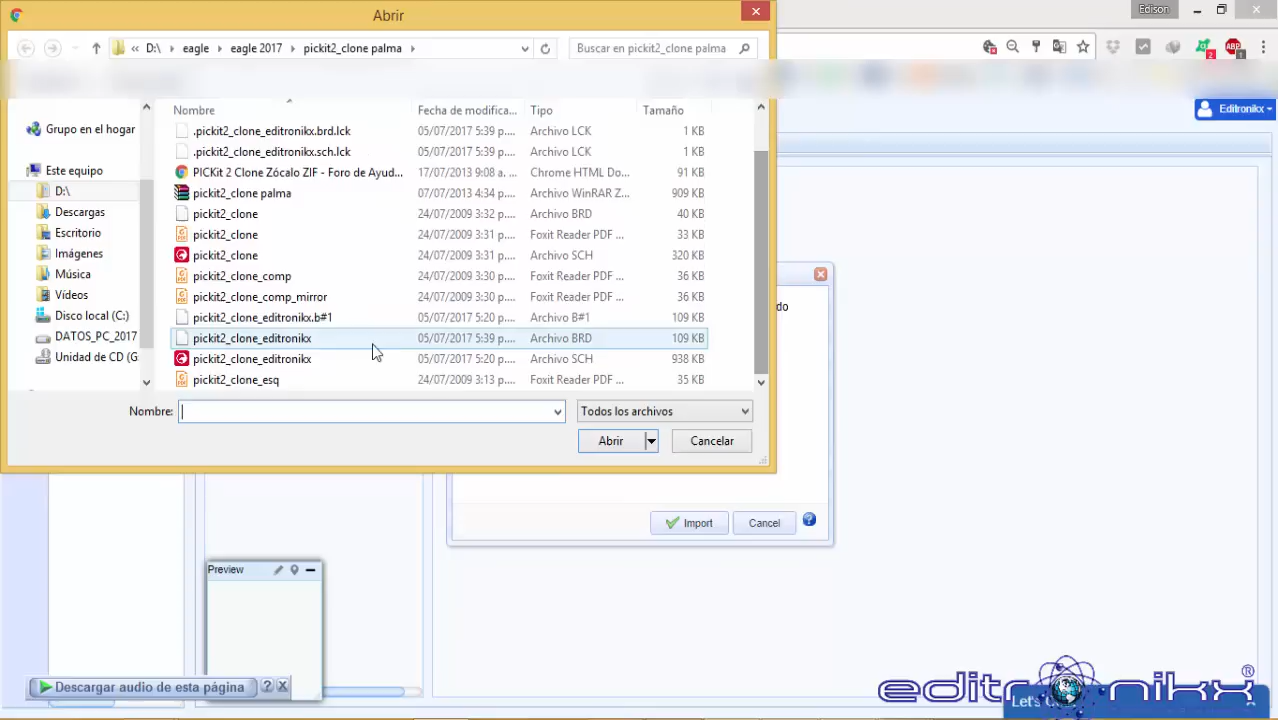 Abrir
Edison
« D:\ ▸ eagle ▸ eagle 2017 ▸ pickit2_clone palma ▸
Buscar en pickit2_clone palma
2
ABP
1
Nombre Fecha de modifica... Tipo Tamaño
Editronikx
Grupo en el hogar
Este equipo
D:\
Descargas
Escritorio
Imágenes
Música
Vídeos
Disco local (C:)
DATOS_PC_2017
Unidad de CD (G
.pickit2_clone_editronikx.brd.lck 05/07/2017 5:39 p.... Archivo LCK 1 KB
.pickit2_clone_editronikx.sch.lck 05/07/2017 5:39 p.... Archivo LCK 1 KB
PICKit 2 Clone Zócalo ZIF - Foro de Ayud... 17/07/2013 9:08 a. ... Chrome HTML Do... 91 KB
pickit2_clone palma 07/07/2013 4:34 p.... Archivo WinRAR Z... 909 KB
pickit2_clone 24/07/2009 3:32 p.... Archivo BRD 40 KB
pickit2_clone 24/07/2009 3:31 p.... Foxit Reader PDF ... 33 KB
pickit2_clone 24/07/2009 3:31 p.... Archivo SCH 320 KB
pickit2_clone_comp 24/07/2009 3:30 p.... Foxit Reader PDF ... 36 KB
pickit2_clone_comp_mirror 24/07/2009 3:30 p.... Foxit Reader PDF ... 36 KB
pickit2_clone_editronikx.b#1 05/07/2017 5:20 p.... Archivo B#1 109 KB
pickit2_clone_editronikx 05/07/2017 5:39 p.... Archivo BRD 109 KB
pickit2_clone_editronikx 05/07/2017 5:20 p.... Archivo SCH 938 KB
pickit2_clone_esq 24/07/2009 3:13 p.... Foxit Reader PDF ... 35 KB
do
Nombre:
Todos los archivos
Abrir
Cancelar
Import
Cancel
?
Preview
Descargar audio de esta página ? X
editronikx®
Let's